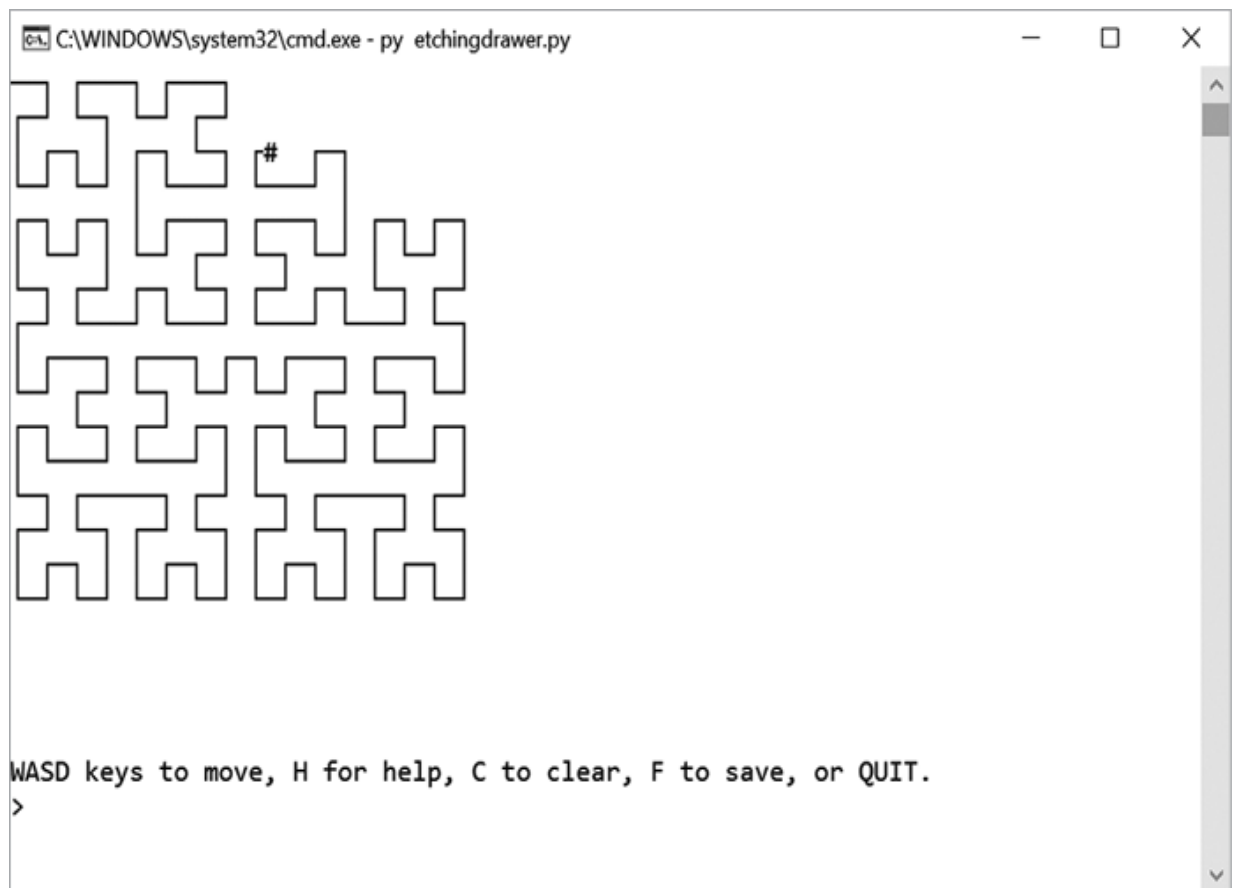 C:\WINDOWS\system32\cmd.exe - py  etchingdrawer.py
#
WASD keys to move, H for help, C to clear, F to save, or QUIT.
>